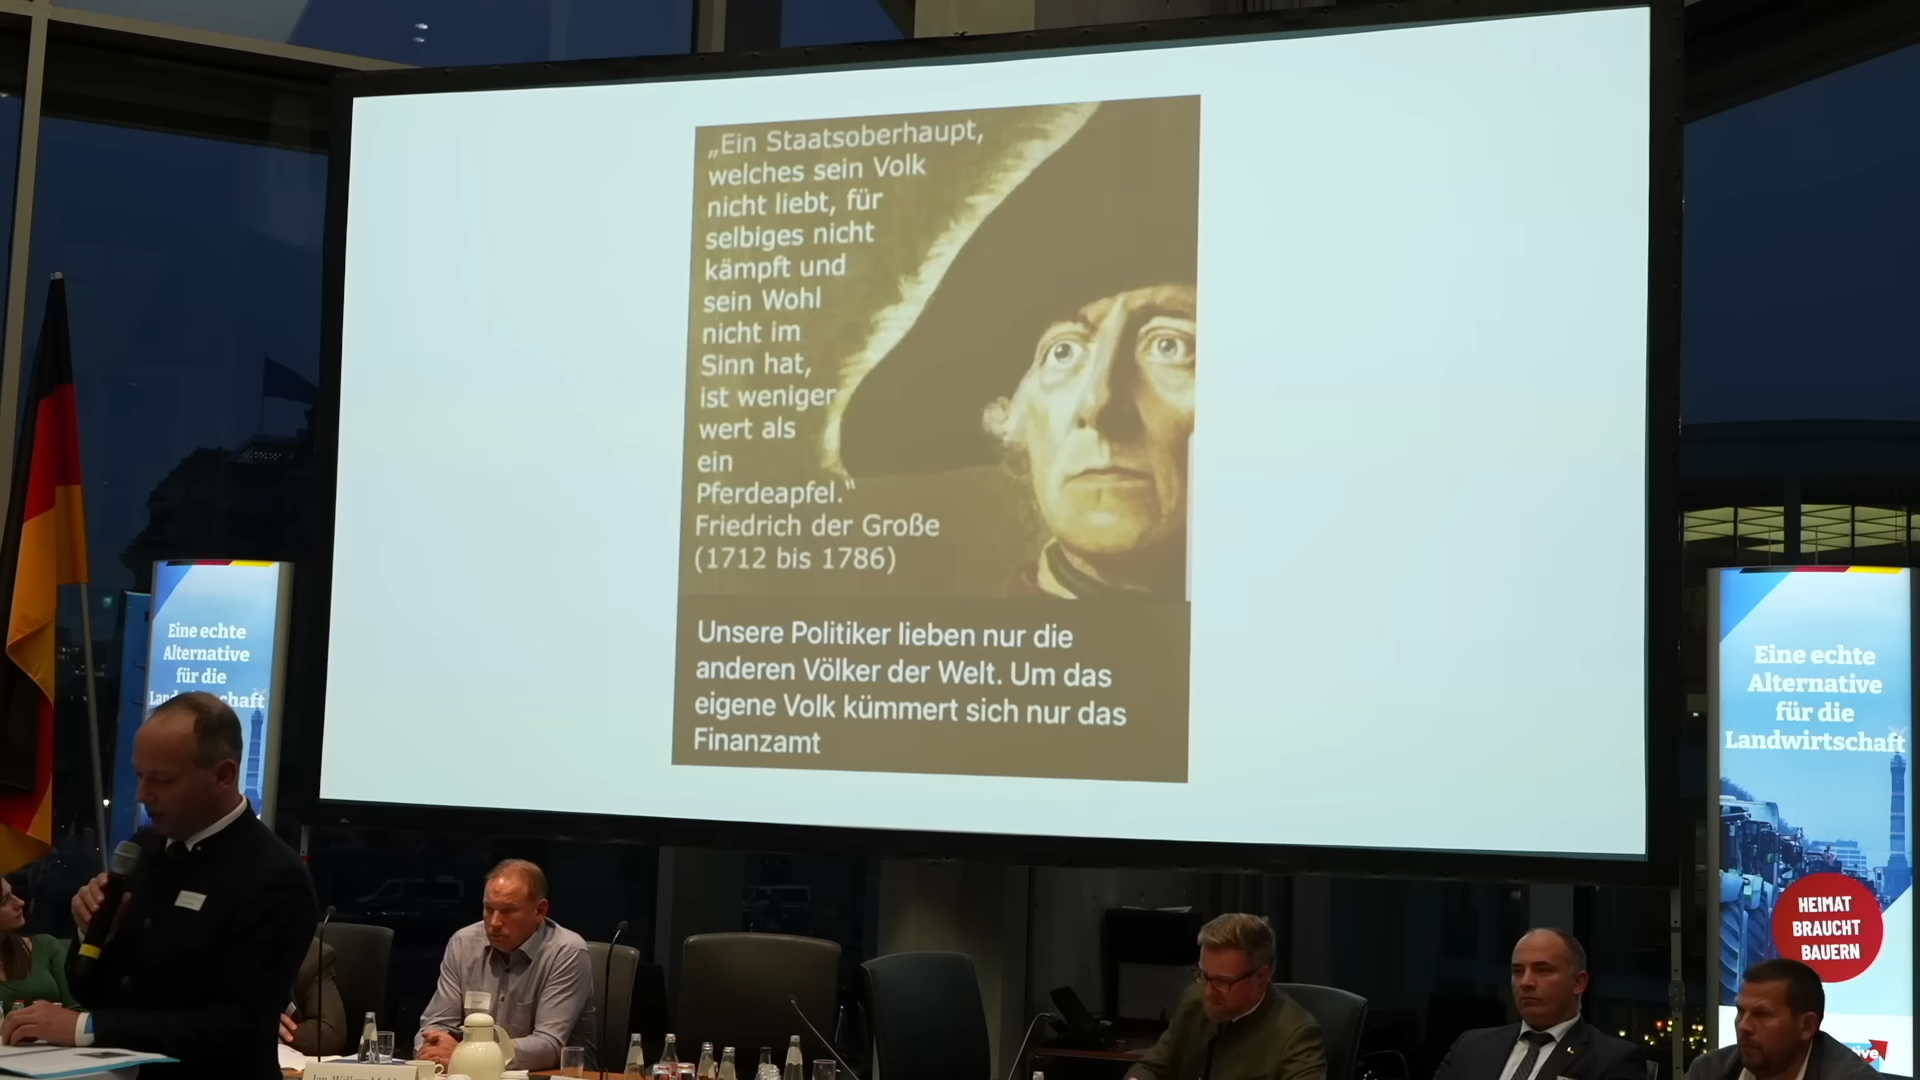 „Ein Staatsoberhaupt,
welches sein Volk
nicht liebt, für
selbiges nicht
kämpft und
sein Wohl
nicht im
Sinn hat,
ist weniger
wert als
ein
Pferdeapfel.“
Friedrich der Große
(1712 bis 1786)
Unsere Politiker lieben nur die
anderen Völker der Welt. Um das
eigene Volk kümmert sich nur das
Finanzamt
Eine echte
Alternative
für die
Eine echte
Alternative
für die
Landwirtschaft
HEIMAT
BRAUCHT
BAUERN